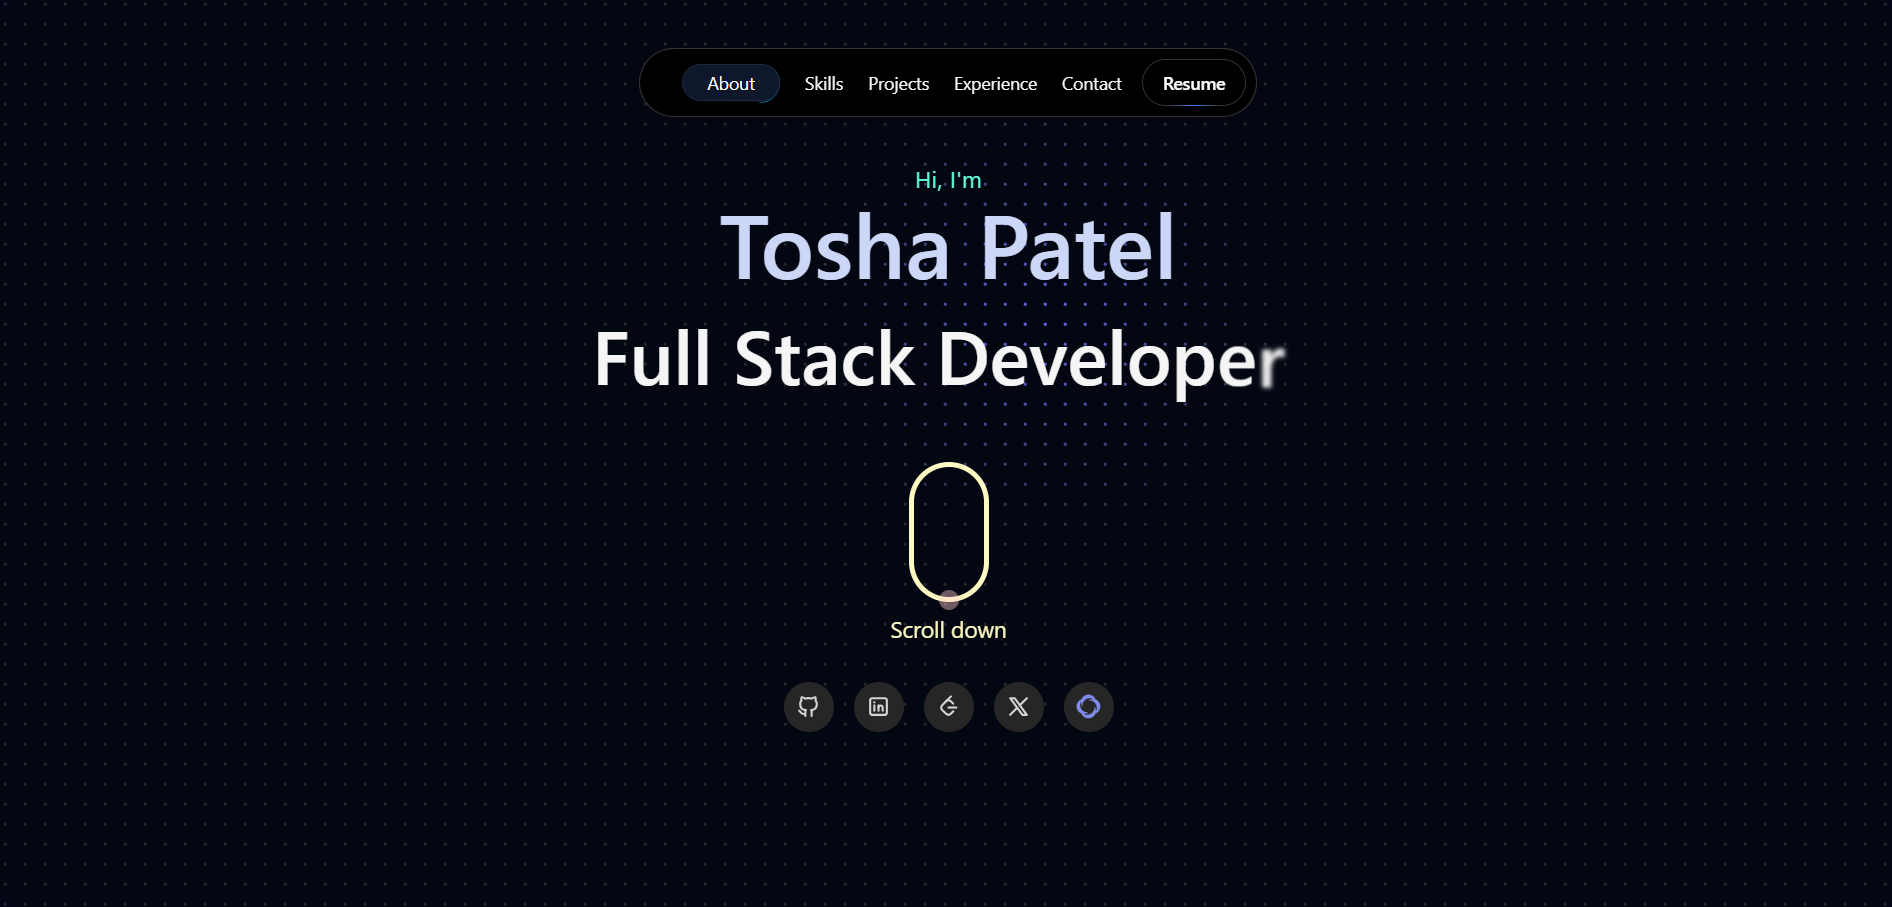 About Skills Projects Experience Contact Resume
Hi, I'm
Tosha Patel
Full Stack Developer
Scroll down